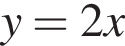 y = 2x